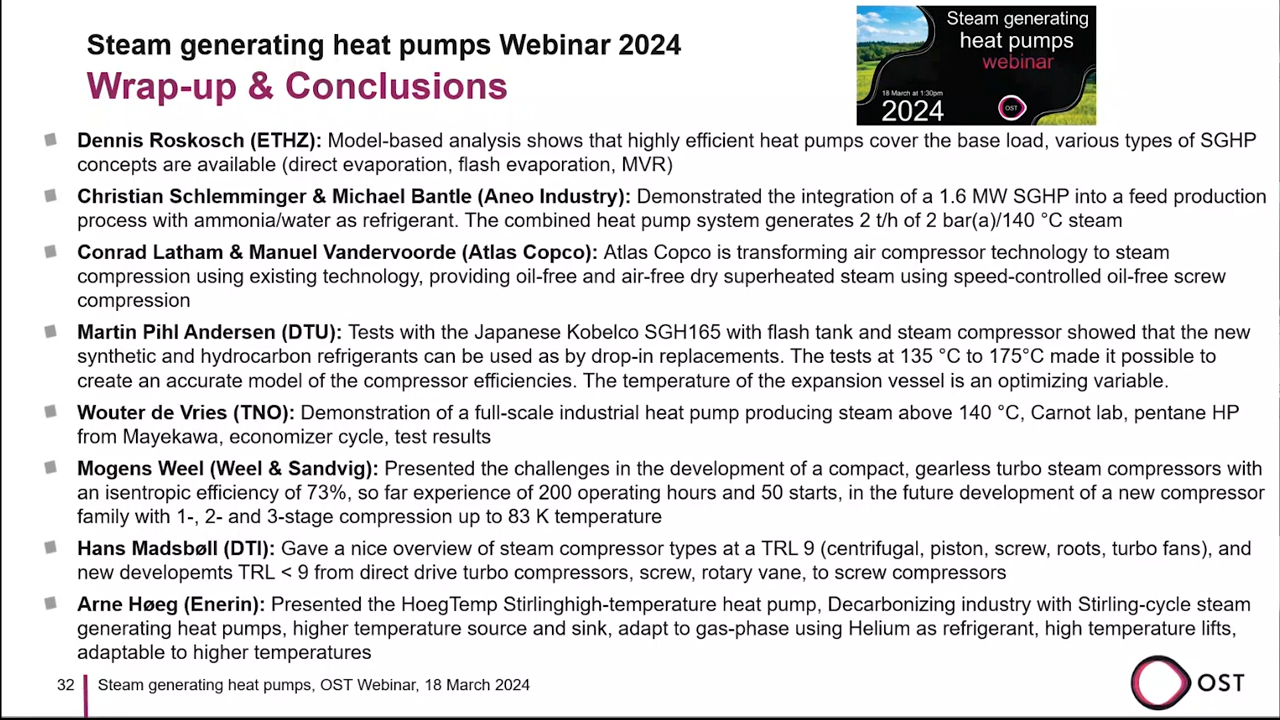 Steam generating heat pumps Webinar 2024
Wrap-up & Conclusions
Steam generating
heat pumps
webinar
18 March at 1:30pm
2024
OST
Dennis Roskosch (ETHZ): Model-based analysis shows that highly efficient heat pumps cover the base load, various types of SGHP
concepts are available (direct evaporation, flash evaporation, MVR)
Christian Schlemminger & Michael Bantle (Aneo Industry): Demonstrated the integration of a 1.6 MW SGHP into a feed production
process with ammonia/water as refrigerant. The combined heat pump system generates 2 t/h of 2 bar(a)/140 °C steam
Conrad Latham & Manuel Vandervoorde (Atlas Copco): Atlas Copco is transforming air compressor technology to steam
compression using existing technology, providing oil-free and air-free dry superheated steam using speed-controlled oil-free screw
compression
Martin Pihl Andersen (DTU): Tests with the Japanese Kobelco SGH165 with flash tank and steam compressor showed that the new
synthetic and hydrocarbon refrigerants can be used as by drop-in replacements. The tests at 135 °C to 175°C made it possible to
create an accurate model of the compressor efficiencies. The temperature of the expansion vessel is an optimizing variable.
Wouter de Vries (TNO): Demonstration of a full-scale industrial heat pump producing steam above 140 °C, Carnot lab, pentane HP
from Mayekawa, economizer cycle, test results
Mogens Weel (Weel & Sandvig): Presented the challenges in the development of a compact, gearless turbo steam compressors with
an isentropic efficiency of 73%, so far experience of 200 operating hours and 50 starts, in the future development of a new compressor
family with 1-, 2- and 3-stage compression up to 83 K temperature
Hans Madsbøll (DTI): Gave a nice overview of steam compressor types at a TRL 9 (centrifugal, piston, screw, roots, turbo fans), and
new developemts TRL < 9 from direct drive turbo compressors, screw, rotary vane, to screw compressors
Arne Høeg (Enerin): Presented the HoegTemp Stirlinghigh-temperature heat pump, Decarbonizing industry with Stirling-cycle steam
generating heat pumps, higher temperature source and sink, adapt to gas-phase using Helium as refrigerant, high temperature lifts,
adaptable to higher temperatures
32 Steam generating heat pumps, OST Webinar, 18 March 2024
OST